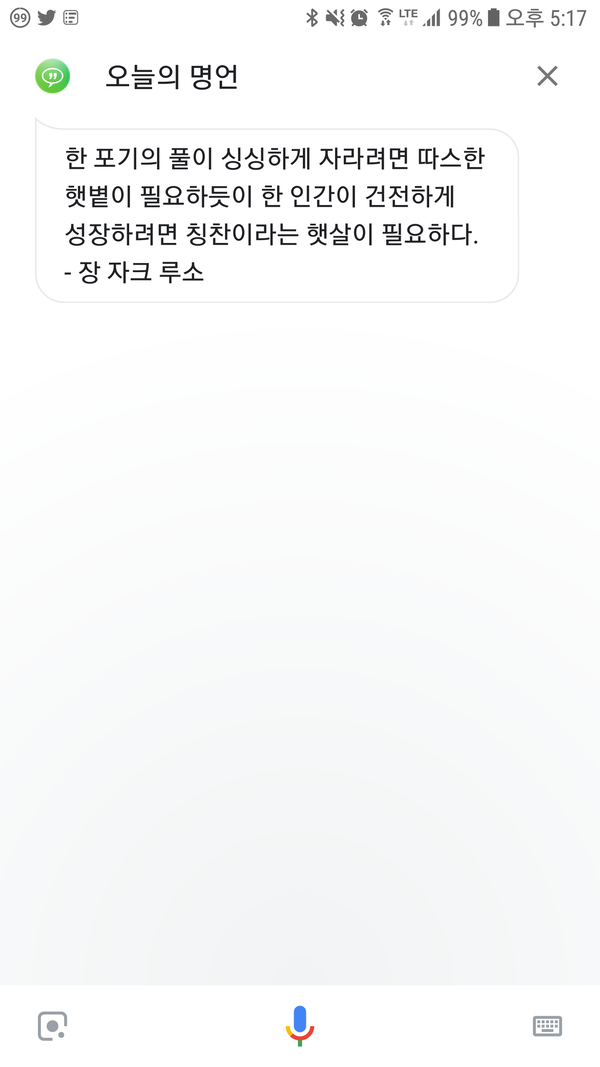 99 LTE 99% 오후 5:17
오늘의 명언
한 포기의 풀이 싱싱하게 자라려면 따스한
햇볕이 필요하듯이 한 인간이 건전하게
성장하려면 칭찬이라는 햇살이 필요하다.
- 장 자크 루소